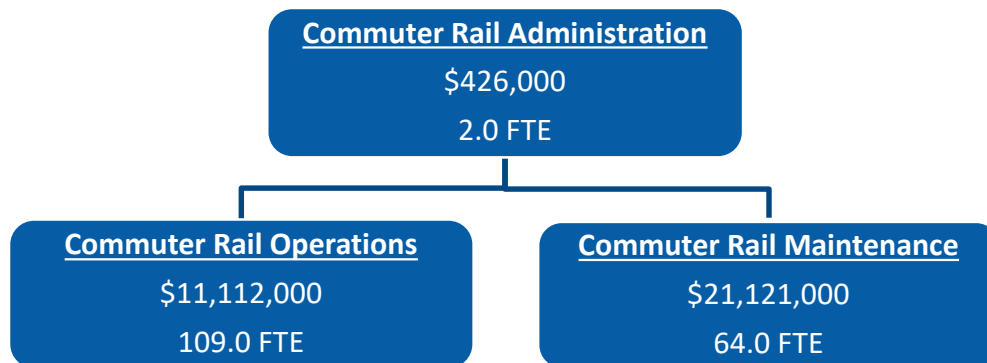 Commuter Rail Administration
$426,000
2.0 FTE
Commuter Rail Operations
$11,112,000
109.0 FTE
Commuter Rail Maintenance
$21,121,000
64.0 FTE